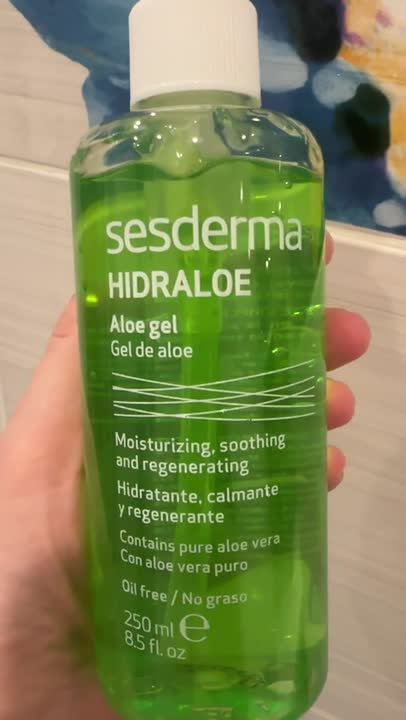 sesderma
HIDRALOE
Aloe gel
Gel de aloe
Moisturizing, soothing
and regenerating
Hidratante, calmante
y regenerante
Contains pure aloe vera
Con aloe vera puro
Oil free / No graso
250 ml ℮
8.5 fl. oz